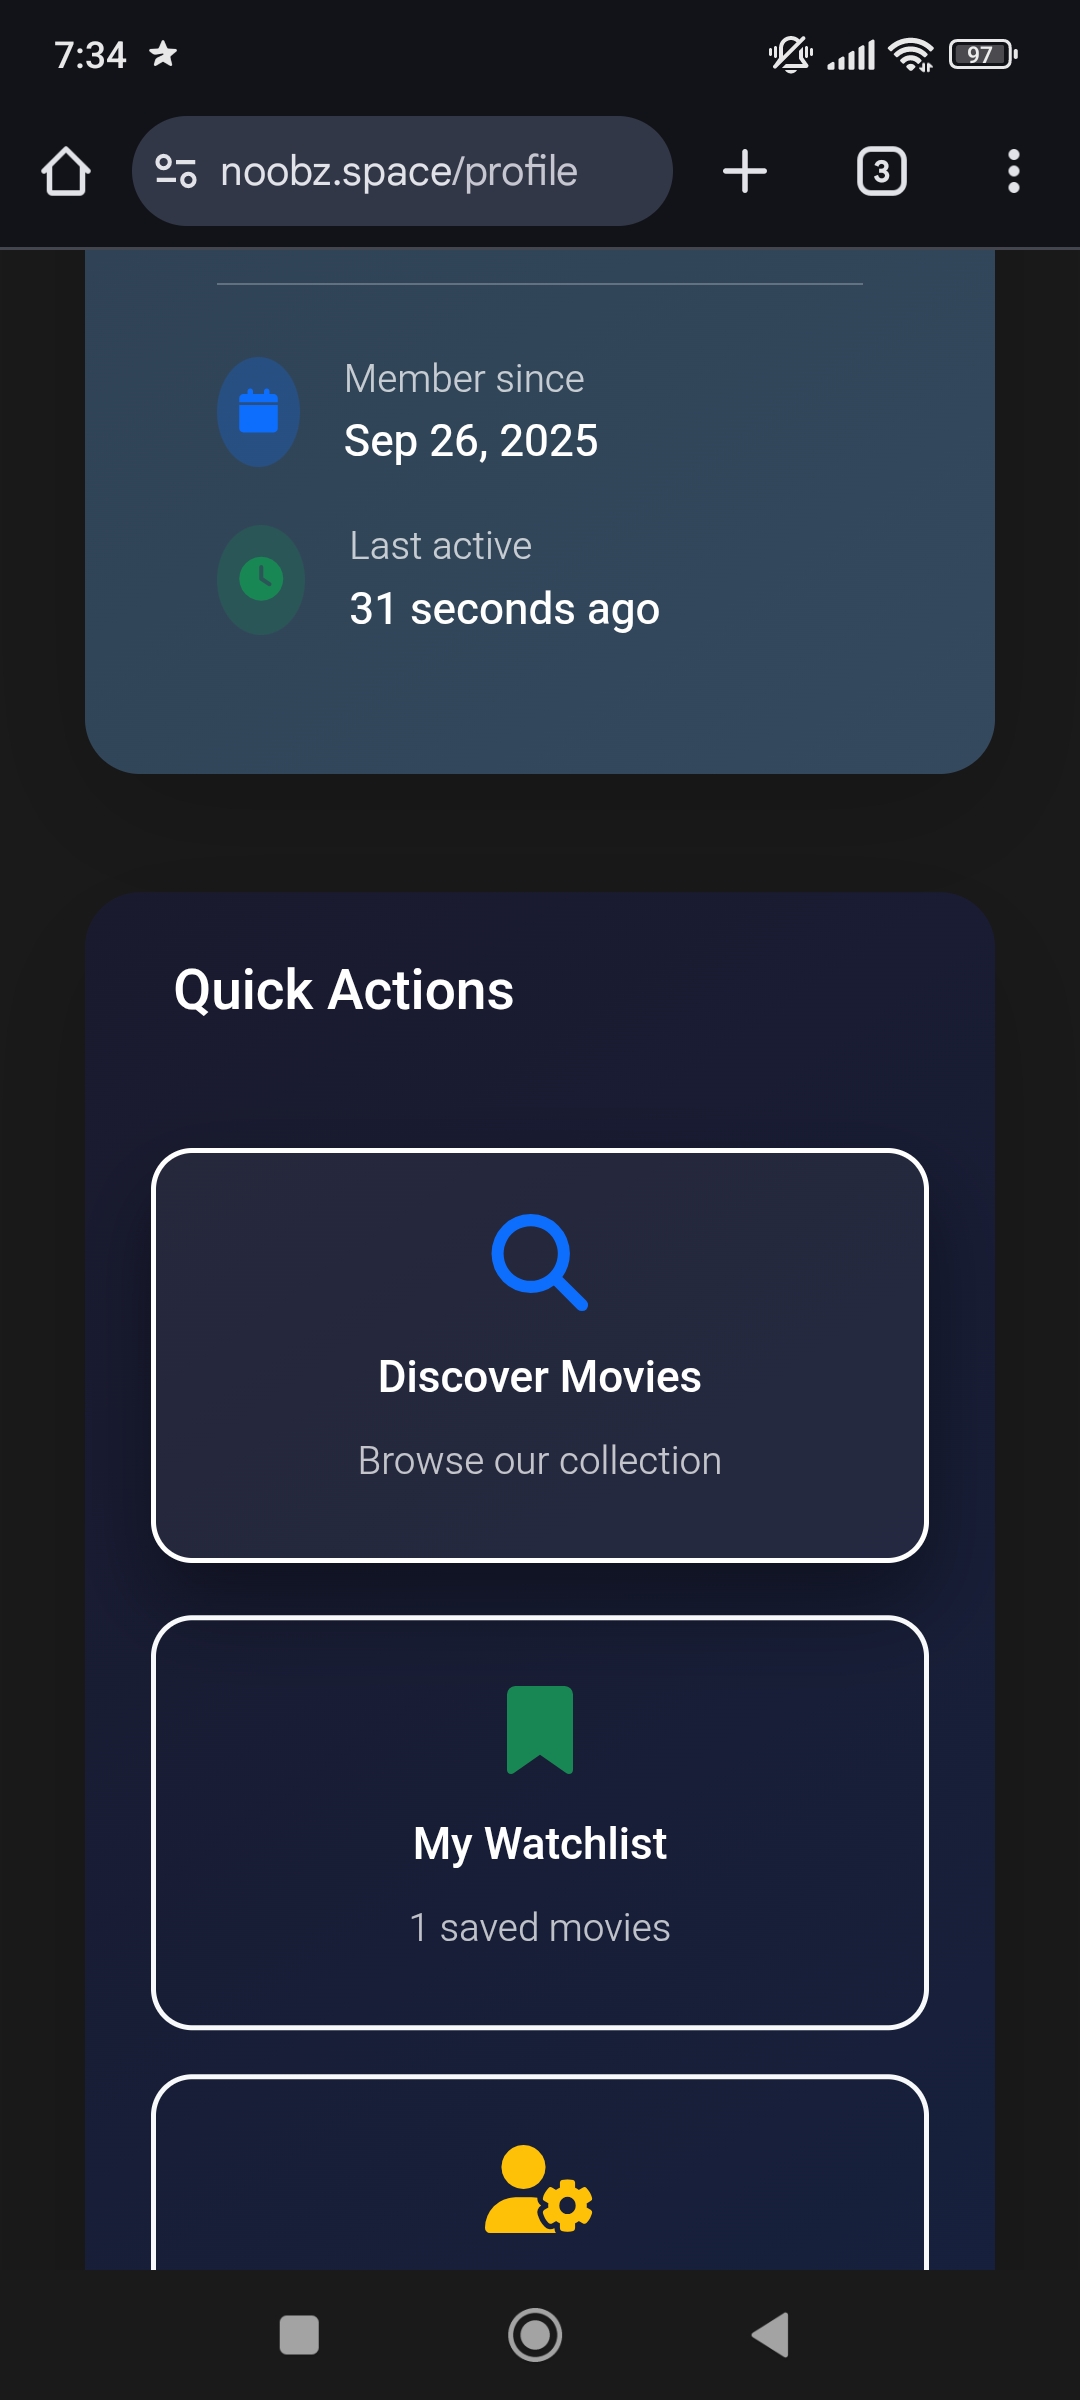 7:34
97
noobz.space/profile
3
Member since
Sep 26, 2025
Last active
31 seconds ago
Quick Actions
Discover Movies
Browse our collection
My Watchlist
1 saved movies